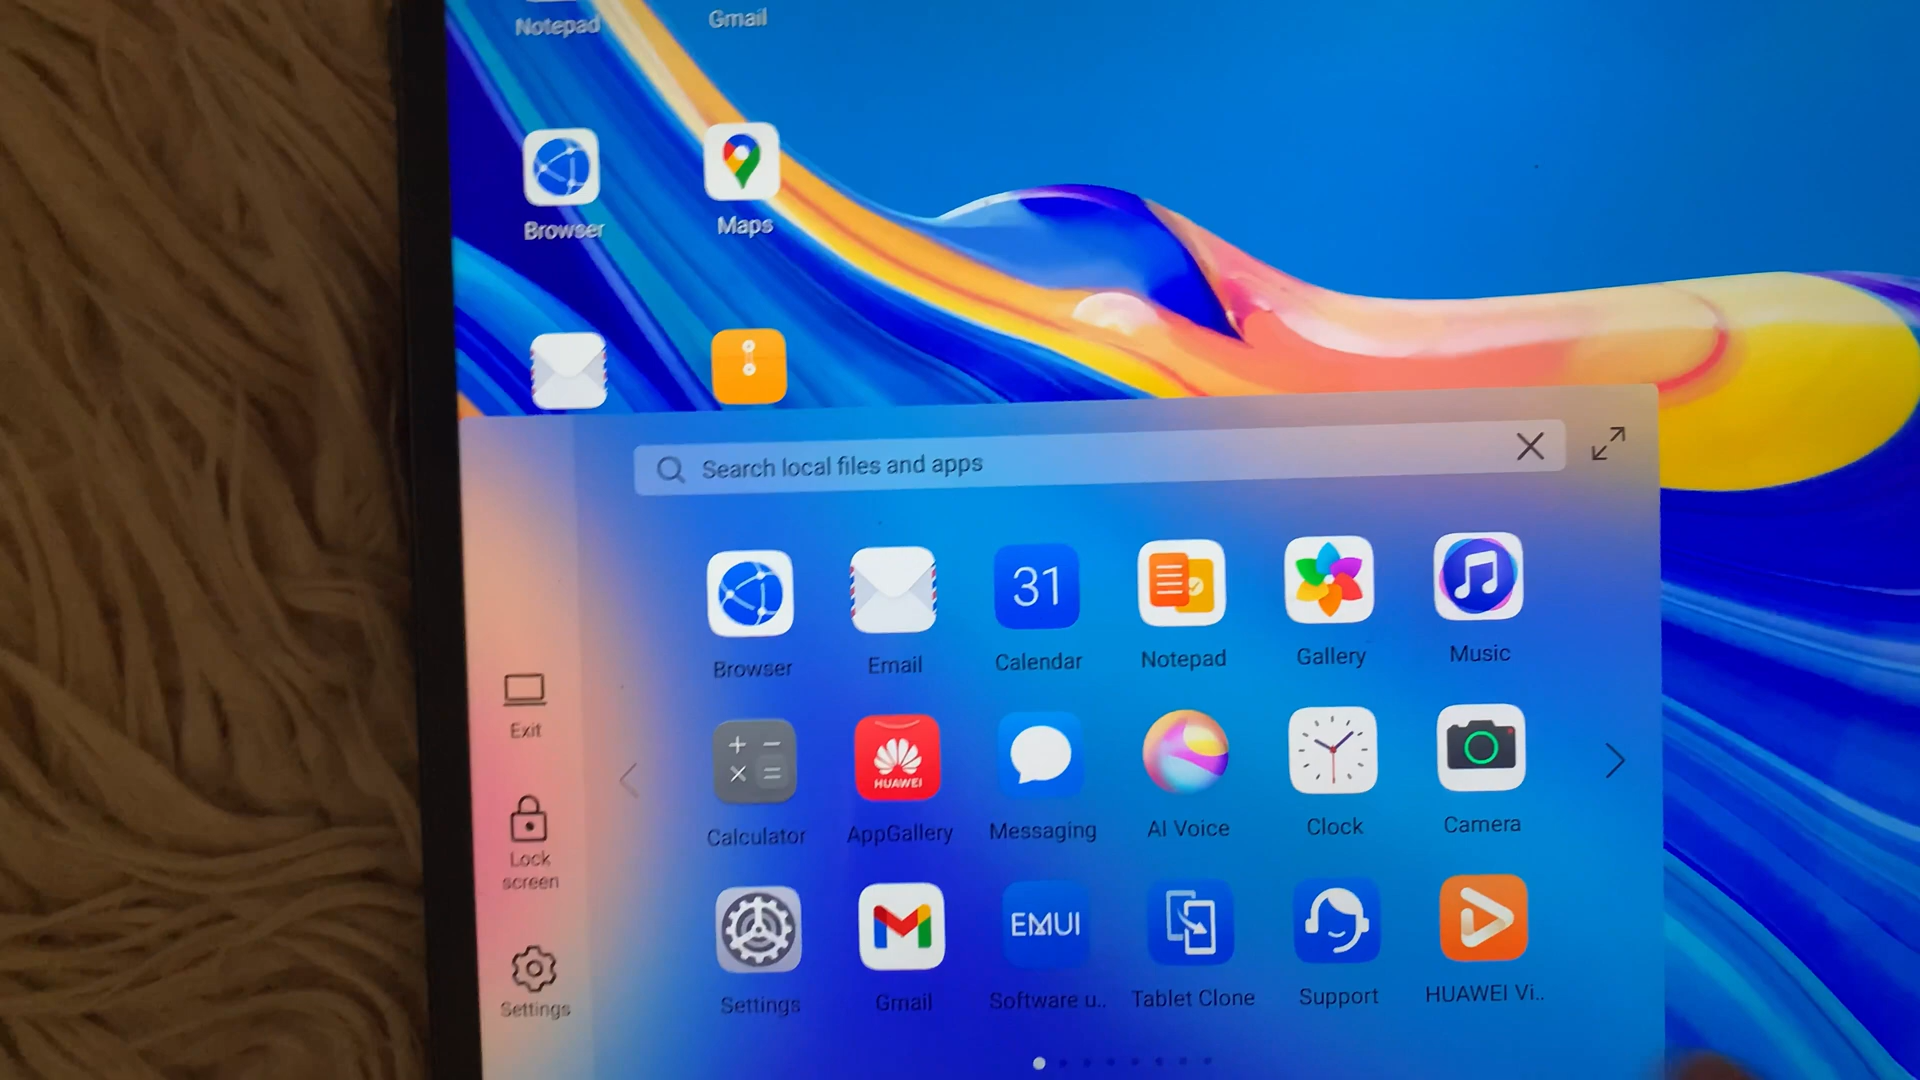 Notepad
Gmail
Browser
Maps
Search local files and apps
31
Browser
Email
Calendar
Notepad
Gallery
Music
Exit
HUAWEI
Calculator
AppGallery
Messaging
AI Voice
Clock
Camera
Lock
screen
EMUI
Settings
Gmail
Software u..
Tablet Clone
Support
HUAWEI Vi..
Settings